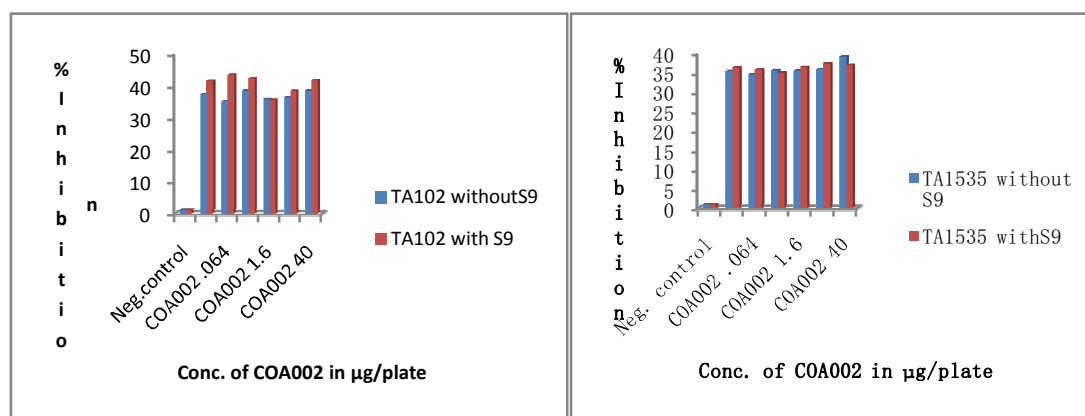 % Inhibitio
n
50
40
30
20
10
0
Neg.control
COA002 .064
COA002 1.6
COA002 40
TA102 withoutS9
TA102 with S9
Conc. of COA002 in µg/plate
% Inhibition
40
35
30
25
20
15
10
5
0
Neg. control
COA002 .064
COA002 1.6
COA002 40
TA1535 without
S9
TA1535 withS9
Conc. of COA002 in µg/plate